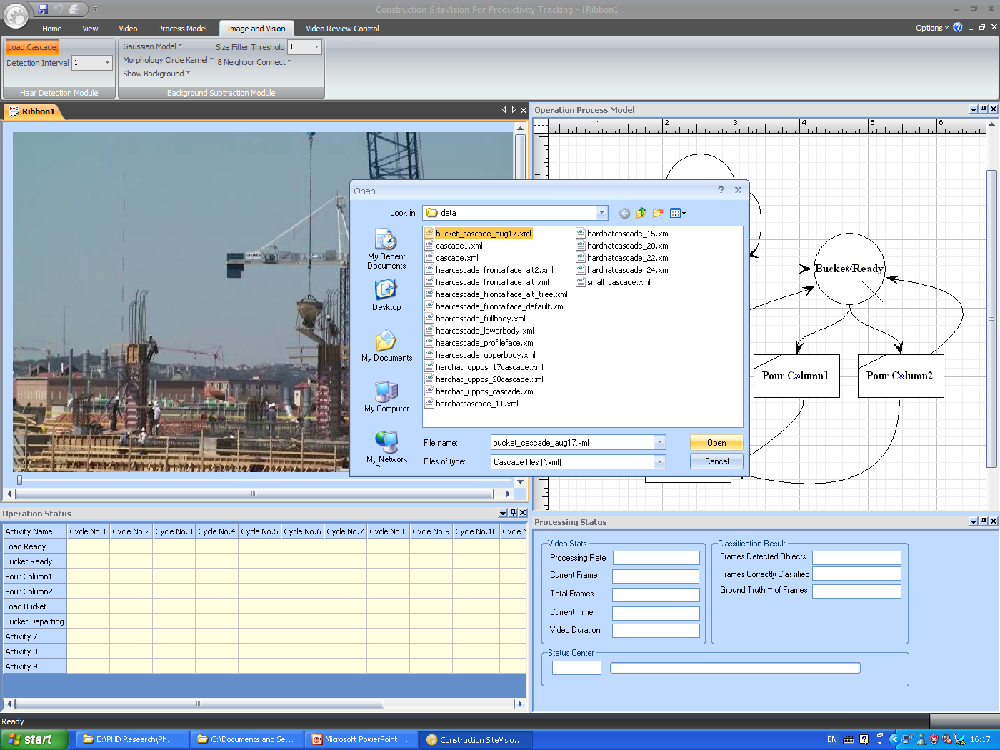 Construction SiteVision For Productivity Tracking - [Ribbon1]
Home View Video Process Model Image and Vision Video Review Control Options
Load Cascade
Detection Interval 1
Haar Detection Module
Gaussian Model Size Filter Threshold 1
Morphology Circle Kernel 8 Neighbor Connect
Show Background
Background Subtraction Module
Ribbon1
Operation Process Model
1 2 3 4 5 6
1
Bucket Ready
Pour Column1
Pour Column2
Open
Look in: data
My Recent Documents
Desktop
My Documents
My Computer
My Network
bucket_cascade_aug17.xml
cascade1.xml
cascade.xml
haarcascade_frontalface_alt2.xml
haarcascade_frontalface_alt.xml
haarcascade_frontalface_alt_tree.xml
haarcascade_frontalface_default.xml
haarcascade_fullbody.xml
haarcascade_lowerbody.xml
haarcascade_profileface.xml
haarcascade_upperbody.xml
hardhat_uppos_17cascade.xml
hardhat_uppos_20cascade.xml
hardhat_uppos_cascade.xml
hardhatcascade_11.xml
hardhatcascade_15.xml
hardhatcascade_20.xml
hardhatcascade_22.xml
hardhatcascade_24.xml
small_cascade.xml
File name: bucket_cascade_aug17.xml Open
Files of type: Cascade files (*.xml) Cancel
Operation Status
Activity Name Cycle No.1 Cycle No.2 Cycle No.3 Cycle No.4 Cycle No.5 Cycle No.6 Cycle No.7 Cycle No.8 Cycle No.9 Cycle No.10 Cycle N
Load Ready
Bucket Ready
Pour Column1
Pour Column2
Load Bucket
Bucket Departing
Activity 7
Activity 8
Activity 9
Processing Status
Video Stats
Processing Rate
Current Frame
Total Frames
Current Time
Video Duration
Classification Result
Frames Detected Objects
Frames Correctly Classified
Ground Truth # of Frames
Status Center
Ready
start E:\PHD Research\Ph... C:\Documents and Se... Microsoft PowerPoint ... Construction SiteVisio... EN 16:17